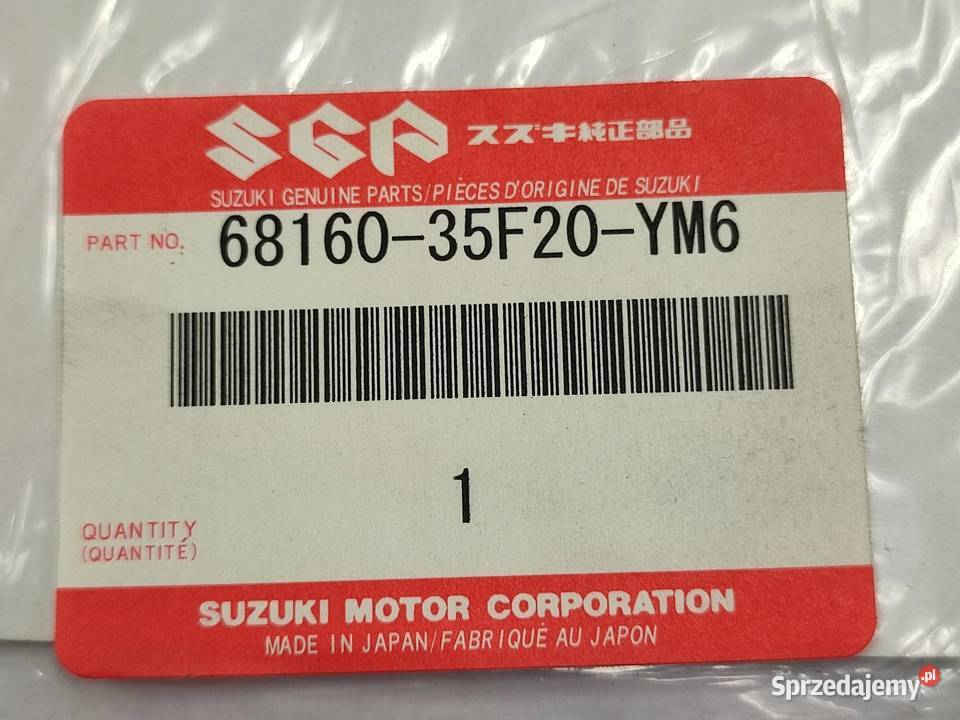 SGP スズキ純正部品
SUZUKI GENUINE PARTS/PIÈCES D'ORIGINE DE SUZUKI
PART NO. 68160-35F20-YM6
1
QUANTITY
(QUANTITÉ)
SUZUKI MOTOR CORPORATION
MADE IN JAPAN/FABRIQUÉ AU JAPON
Sprzedajemy.pl